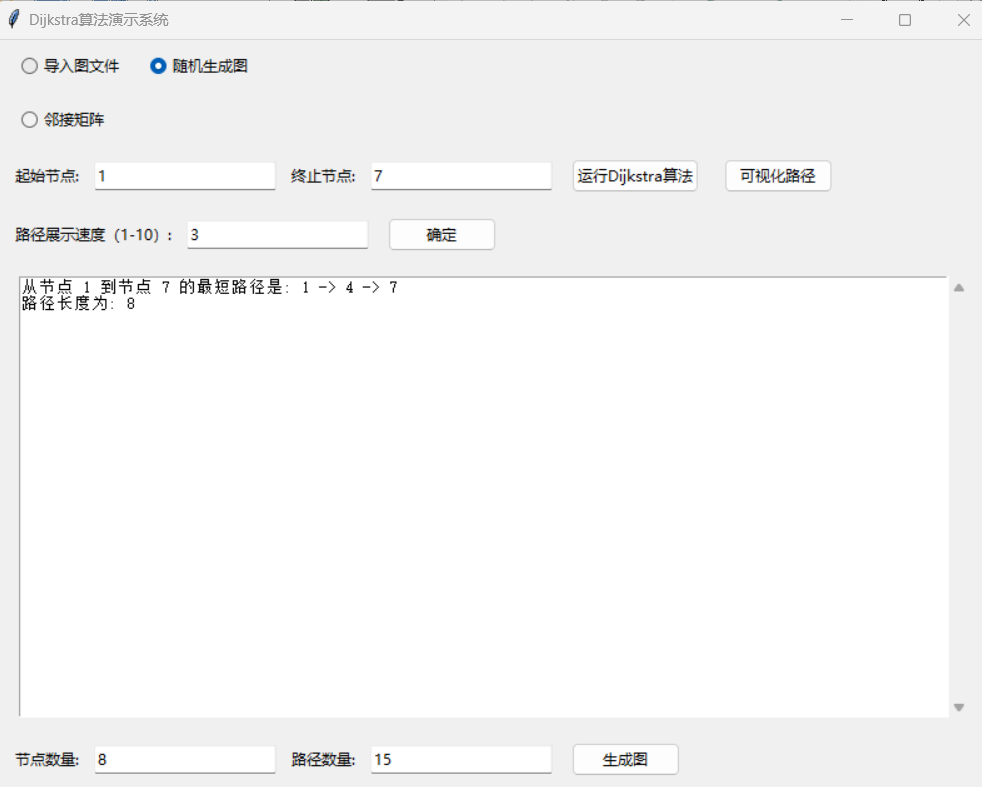 Dijkstra算法演示系统
导入图文件 随机生成图
邻接矩阵
起始节点: 1 终止节点: 7 运行Dijkstra算法 可视化路径
路径展示速度（1-10）: 3 确定
从节点 1 到节点 7 的最短路径是: 1 -> 4 -> 7
路径长度为: 8
节点数量: 8 路径数量: 15 生成图